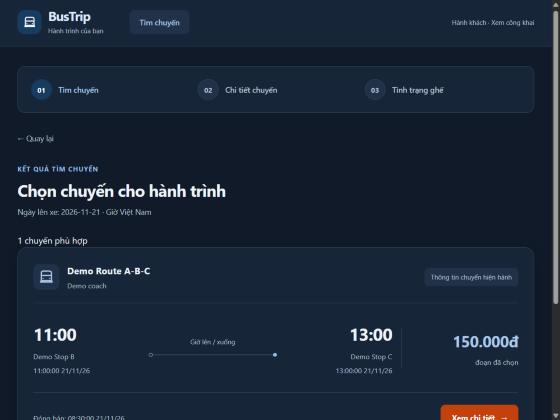 BusTrip
Hành trình của bạn
Tìm chuyến
Hành khách · Xem công khai
01 Tìm chuyến
02 Chi tiết chuyến
03 Tình trạng ghế
← Quay lại
KẾT QUẢ TÌM CHUYẾN
Chọn chuyến cho hành trình
Ngày lên xe: 2026-11-21 · Giờ Việt Nam
1 chuyến phù hợp
Demo Route A-B-C
Demo coach
Thông tin chuyến hiện hành
11:00
Giờ lên / xuống
13:00
150.000đ
Demo Stop B
Demo Stop C
đoạn đã chọn
11:00:00 21/11/26
13:00:00 21/11/26
Đóng bán: 08:30:00 21/11/26
Xem chi tiết →